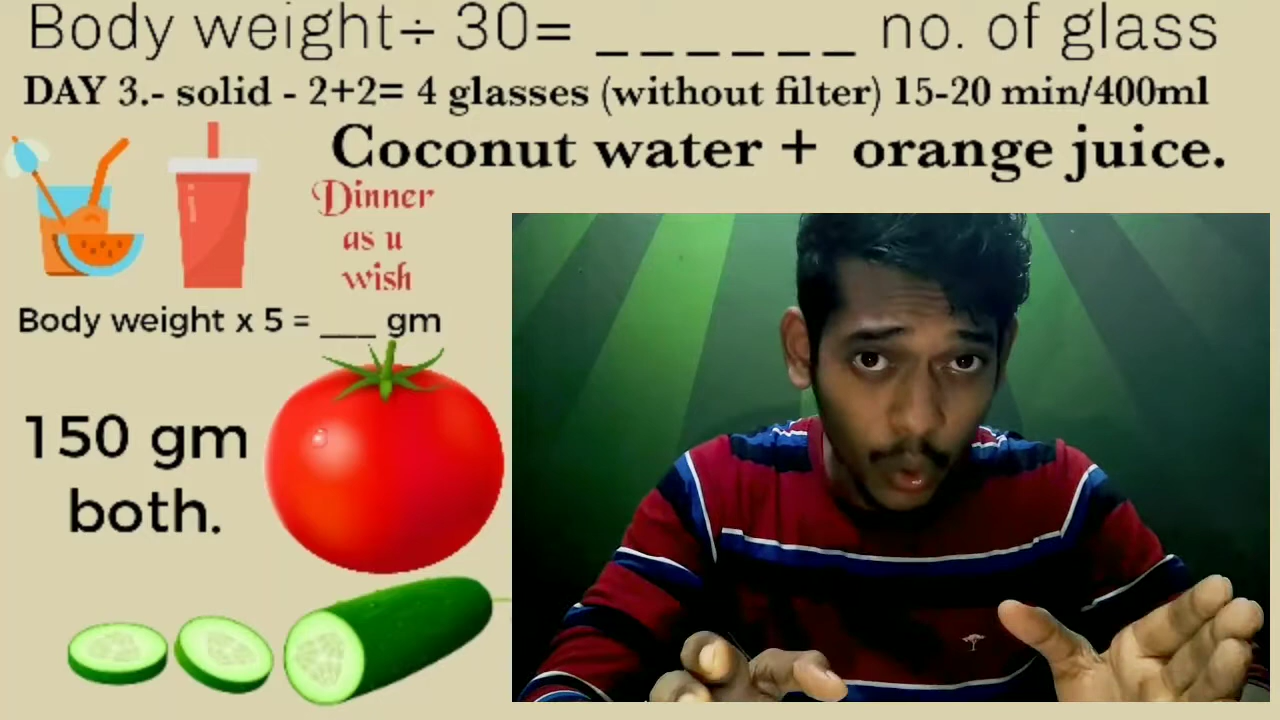 Body weight÷ 30= _ _ _ _ _ _ no. of glass
DAY 3.- solid - 2+2= 4 glasses (without filter) 15-20 min/400ml
Coconut water + orange juice.
Dinner
as u
wish
Body weight x 5 = ___ gm
150 gm
both.